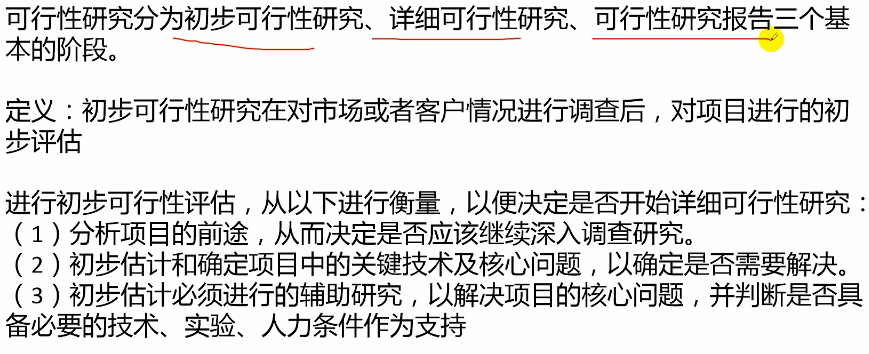 可行性研究分为初步可行性研究、详细可行性研究、可行性研究报告三个基
本的阶段。
定义：初步可行性研究在对市场或者客户情况进行调查后，对项目进行的初
步评估
进行初步可行性评估，从以下进行衡量，以便决定是否开始详细可行性研究：
（1）分析项目的前途，从而决定是否应该继续深入调查研究。
（2）初步估计和确定项目中的关键技术及核心问题，以确定是否需要解决。
（3）初步估计必须进行的辅助研究，以解决项目的核心问题，并判断是否具
备必要的技术、实验、人力条件作为支持